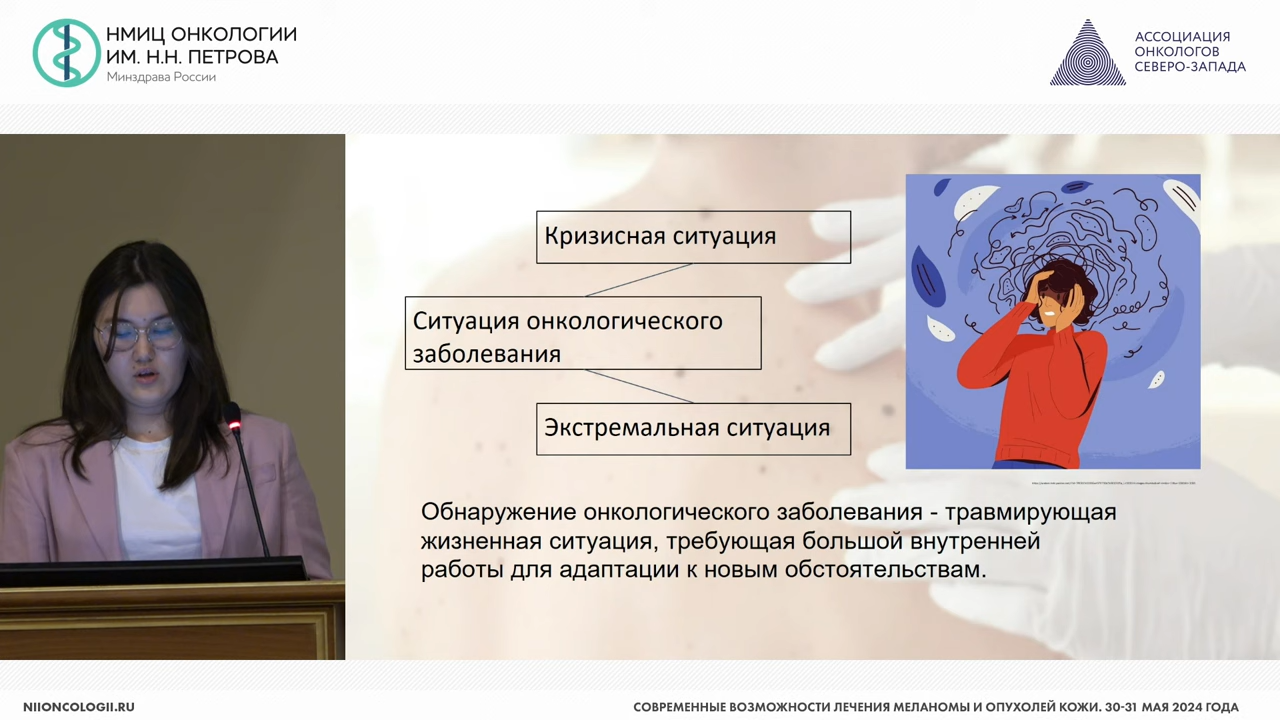 НМИЦ ОНКОЛОГИИ
ИМ. Н.Н. ПЕТРОВА
Минздрава России
АССОЦИАЦИЯ
ОНКОЛОГОВ
СЕВЕРО-ЗАПАДА
Кризисная ситуация
Ситуация онкологического
заболевания
Экстремальная ситуация
Обнаружение онкологического заболевания - травмирующая
жизненная ситуация, требующая большой внутренней
работы для адаптации к новым обстоятельствам.
NIIONCOLOGII.RU
СОВРЕМЕННЫЕ ВОЗМОЖНОСТИ ЛЕЧЕНИЯ МЕЛАНОМЫ И ОПУХОЛЕЙ КОЖИ. 30-31 МАЯ 2024 ГОДА